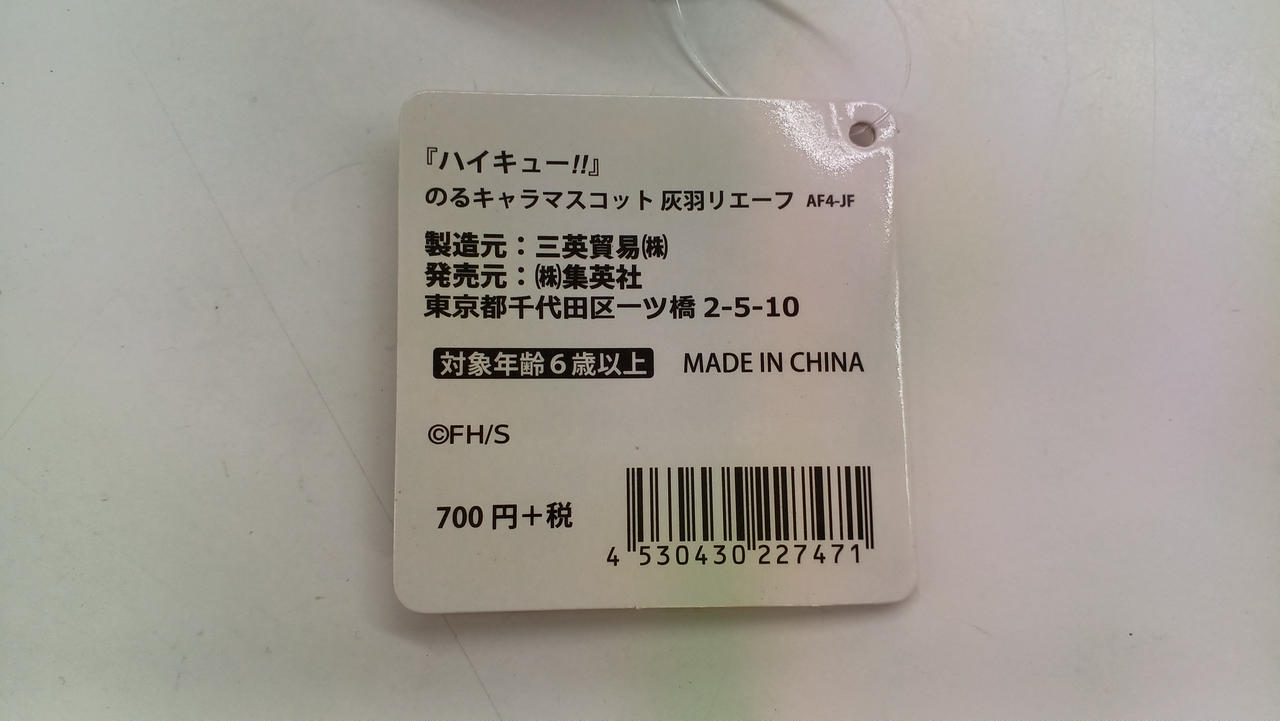 『ハイキュー!!』
のるキャラマスコット 灰羽リエーフ AF4-JF
製造元：三英貿易㈱
発売元：㈱集英社
東京都千代田区一ツ橋 2-5-10
対象年齢６歳以上 MADE IN CHINA
©FH/S
700 円＋税
4 530430 227471